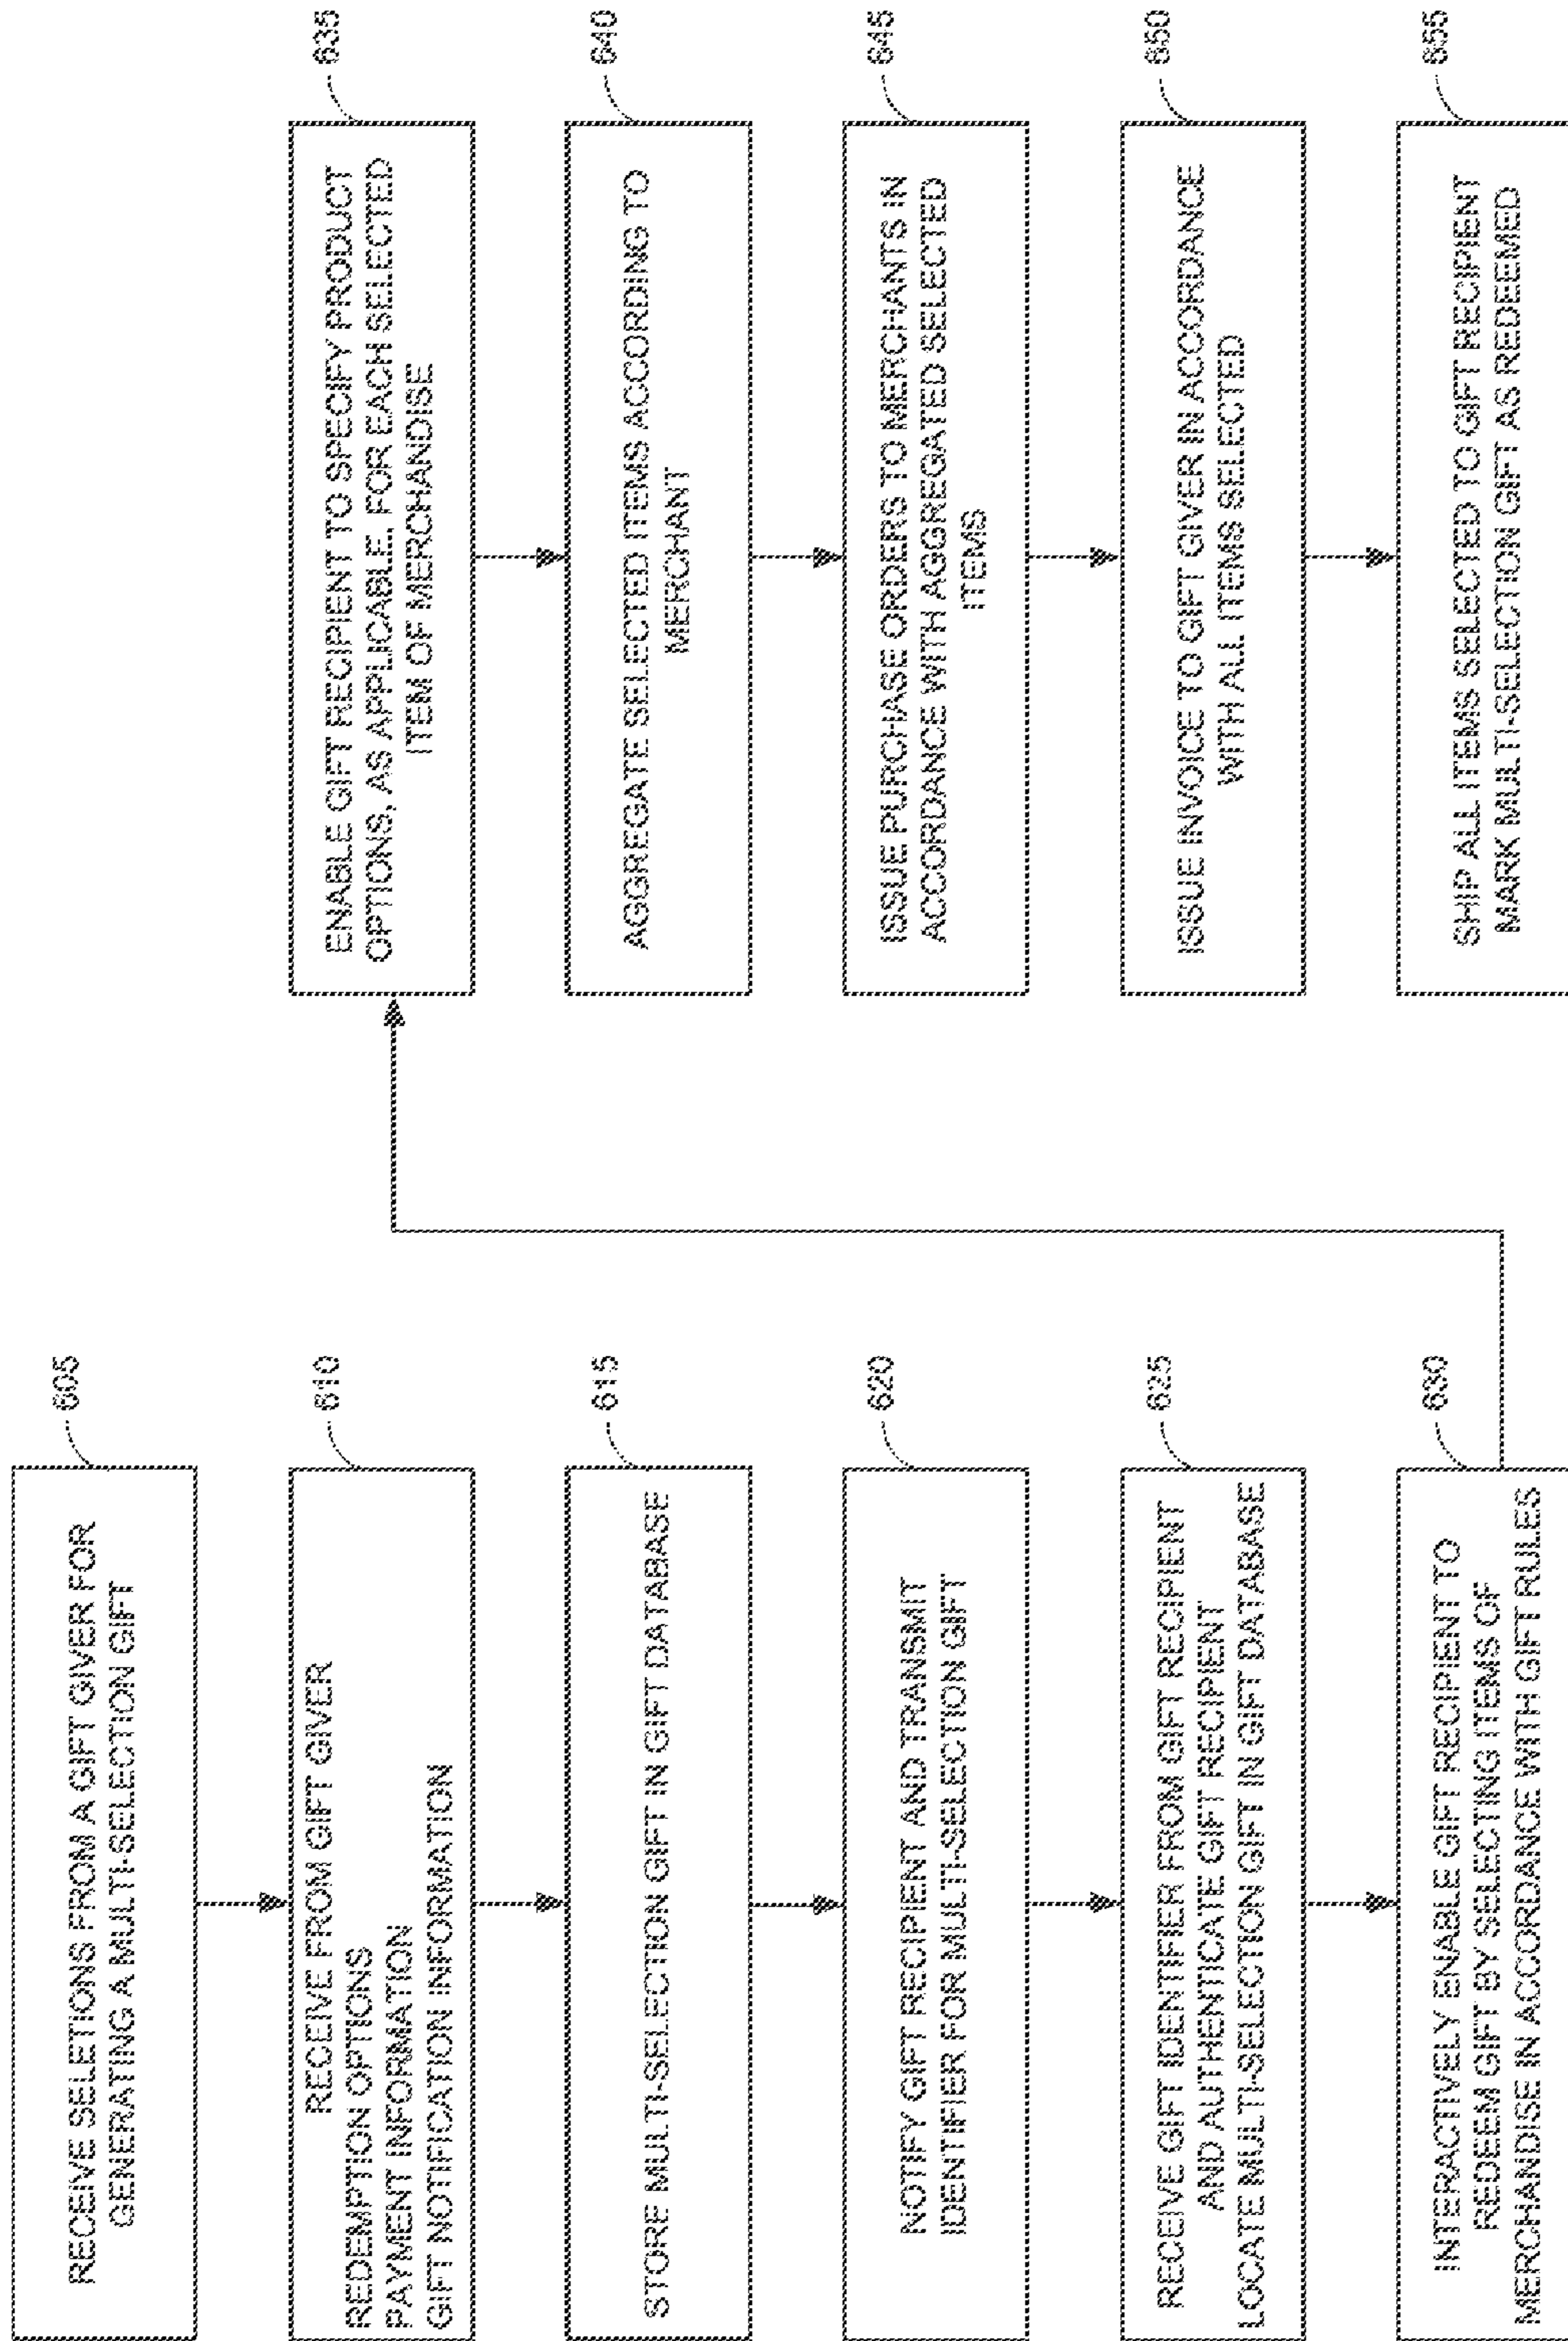 605
RECEIVE SELETIONS FROM A GIFT GIVER FOR
GENERATING A MULTI-SELECTION GIFT
610
RECEIVE FROM GIFT GIVER
REDEMPTION OPTIONS
PAYMENT INFORMATION
GIFT NOTIFICATION INFORMATION
615
STORE MULTI-SELECTION GIFT IN GIFT DATABASE
620
NOTIFY GIFT RECIPIENT AND TRANSMIT
IDENTIFIER FOR MULTI-SELECTION GIFT
625
RECEIVE GIFT IDENTIFIER FROM GIFT RECIPIENT
AND AUTHENTICATE GIFT RECIPIENT
LOCATE MULTI-SELECTION GIFT IN GIFT DATABASE
630
INTERACTIVELY ENABLE GIFT RECIPIENT TO
REDEEM GIFT BY SELECTING ITEMS OF
MERCHANDISE IN ACCORDANCE WITH GIFT RULES
635
ENABLE GIFT RECIPIENT TO SPECIFY PRODUCT
OPTIONS, AS APPLICABLE, FOR EACH SELECTED
ITEM OF MERCHANDISE
640
AGGREGATE SELECTED ITEMS ACCORDING TO
MERCHANT
645
ISSUE PURCHASE ORDERS TO MERCHANTS IN
ACCORDANCE WITH AGGREGATED SELECTED
ITEMS
650
ISSUE INVOICE TO GIFT GIVER IN ACCORDANCE
WITH ALL ITEMS SELECTED
655
SHIP ALL ITEMS SELECTED TO GIFT RECIPIENT
MARK MULTI-SELECTION GIFT AS REDEEMED